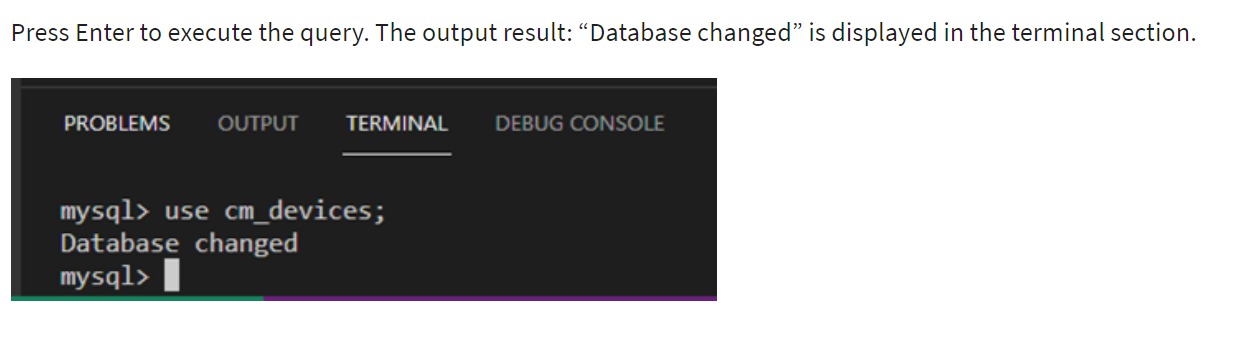 Press Enter to execute the query. The output result: “Database changed” is displayed in the terminal section.
PROBLEMS OUTPUT TERMINAL DEBUG CONSOLE
mysql> use cm_devices;
Database changed
mysql>